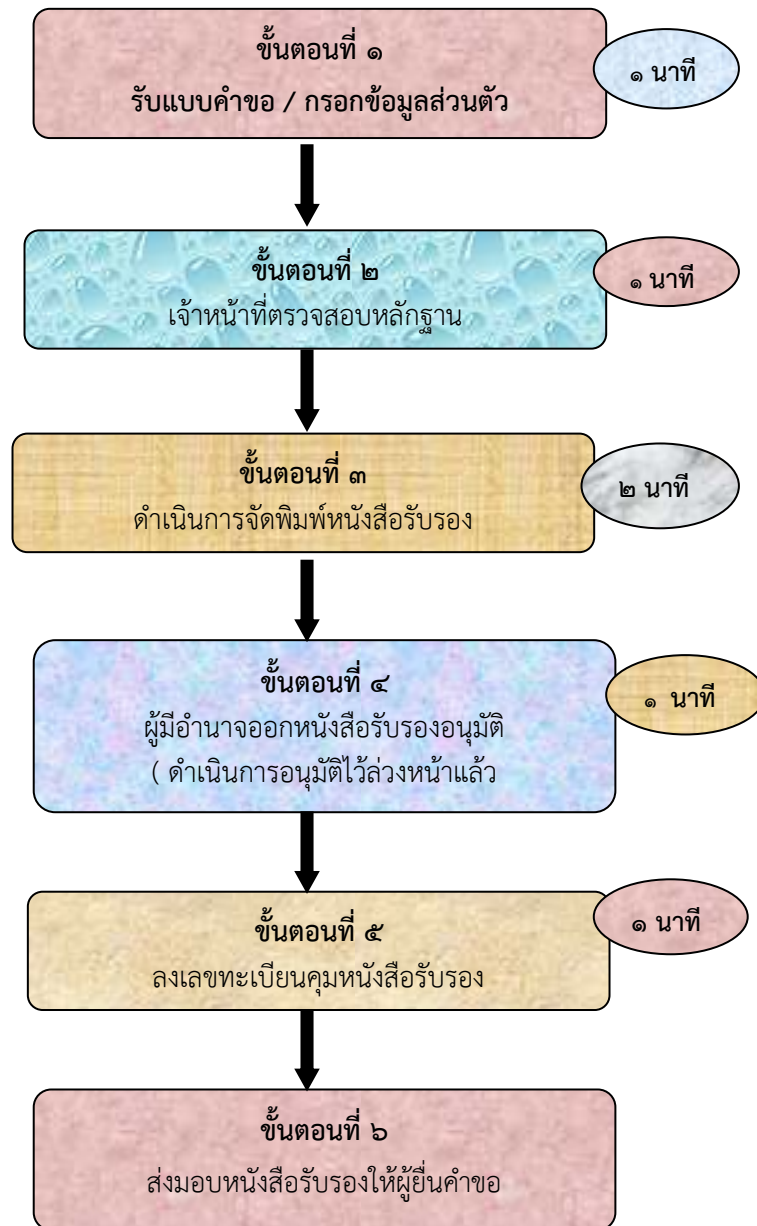 ขั้นตอนที่ ๑
รับแบบคำขอ / กรอกข้อมูลส่วนตัว
๑ นาที
ขั้นตอนที่ ๒
เจ้าหน้าที่ตรวจสอบหลักฐาน
๑ นาที
ขั้นตอนที่ ๓
ดำเนินการจัดพิมพ์หนังสือรับรอง
๒ นาที
ขั้นตอนที่ ๔
ผู้มีอำนาจออกหนังสือรับรองอนุมัติ
( ดำเนินการอนุมัติไว้ล่วงหน้าแล้ว
๑ นาที
ขั้นตอนที่ ๕
ลงเลขทะเบียนคุมหนังสือรับรอง
๑ นาที
ขั้นตอนที่ ๖
ส่งมอบหนังสือรับรองให้ผู้ยื่นคำขอ